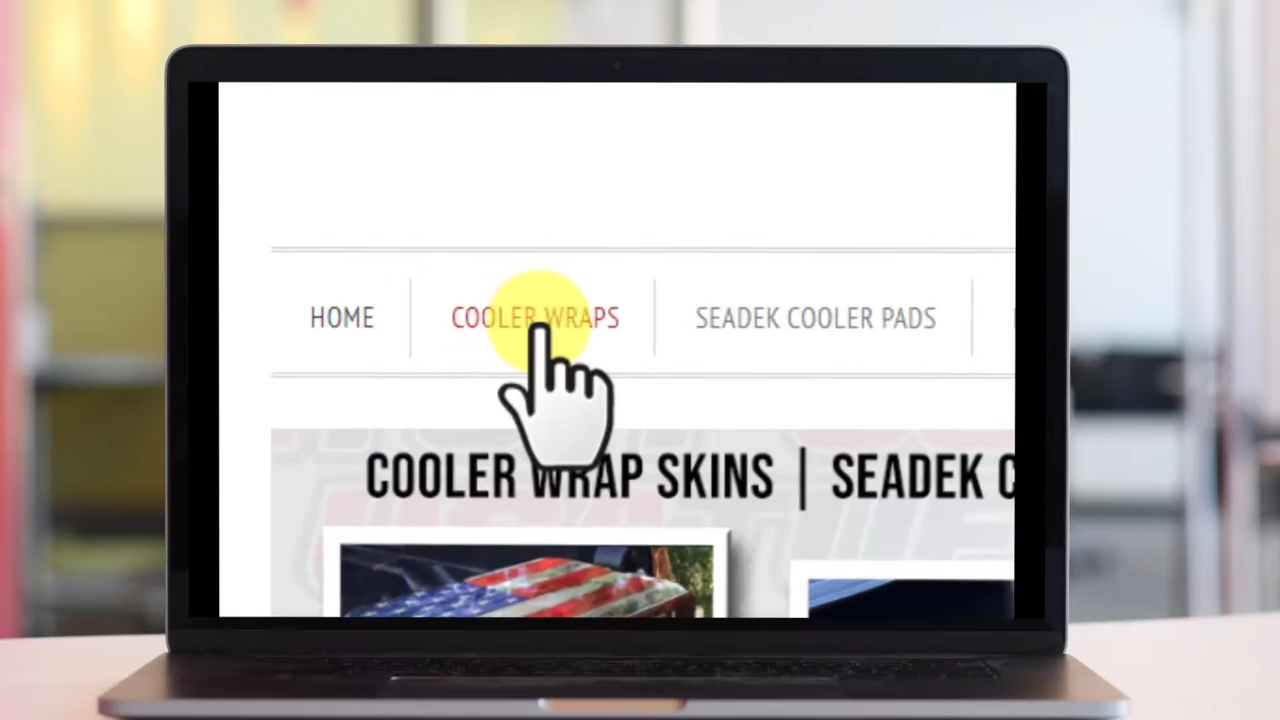 HOME
COOLER WRAPS
SEADEK COOLER PADS
COOLER WRAP SKINS | SEADEK C